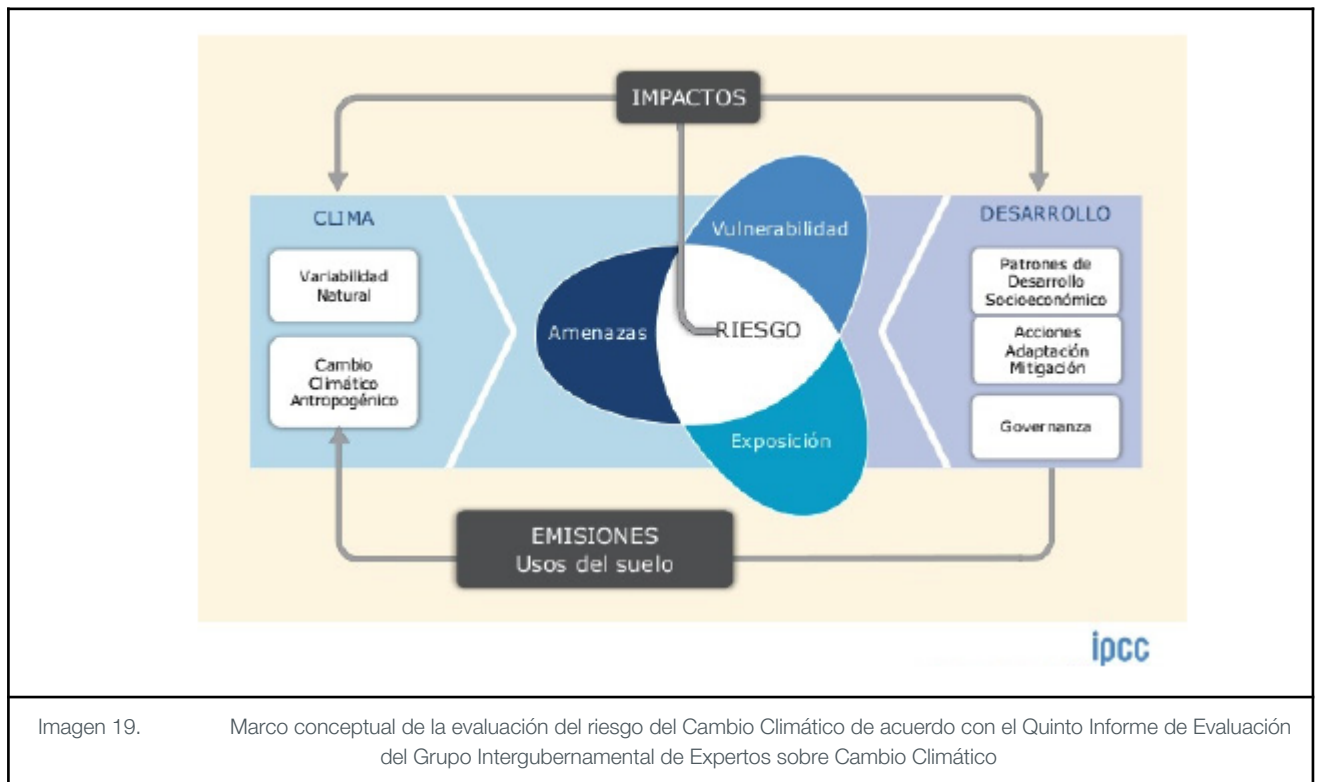 IMPACTOS
CLIMA
Variabilidad
Natural
Cambio
Climático
Antropogénico
Vulnerabilidad
Amenazas
RIESGO
Exposición
DESARROLLO
Patrones de
Desarrollo
Socioeconómico
Acciones
Adaptación
Mitigación
Governanza
EMISIONES
Usos del suelo
ipcc
Imagen 19. Marco conceptual de la evaluación del riesgo del Cambio Climático de acuerdo con el Quinto Informe de Evaluación
del Grupo Intergubernamental de Expertos sobre Cambio Climático